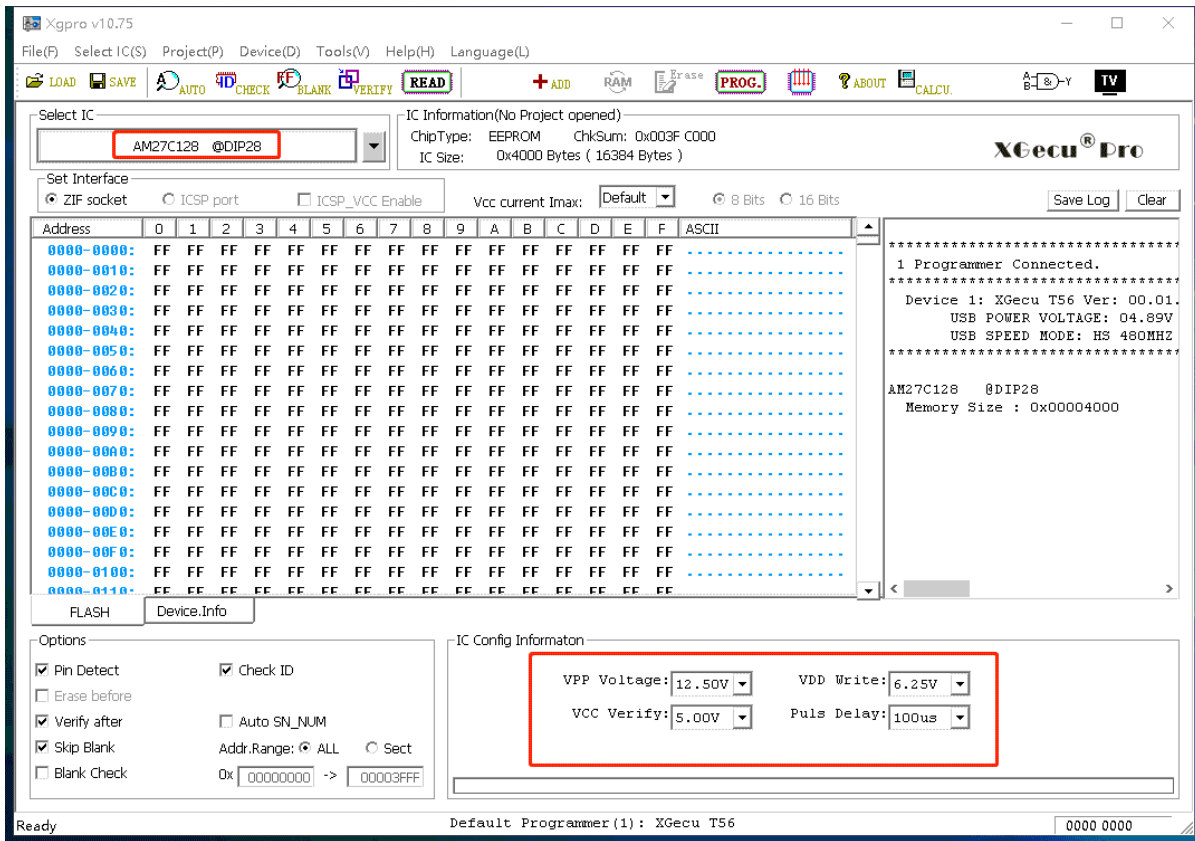 Xgpro v10.75
File(F) Select IC(S) Project(P) Device(D) Tools(V) Help(H) Language(L)
LOAD SAVE AUTO CHECK BLANK VERIFY READ ADD RAM Erase PROG. ABOUT CALCU. A B & Y TV
Select IC
AM27C128 @DIP28
IC Information(No Project opened)
ChipType: EEPROM ChkSum: 0x003F C000
IC Size: 0x4000 Bytes ( 16384 Bytes )
XGecu® Pro
Set Interface
ZIF socket ICSP port ICSP_VCC Enable Vcc current Imax: Default 8 Bits 16 Bits
Save Log Clear
Address 0 1 2 3 4 5 6 7 8 9 A B C D E F ASCII
0000-0000: FF FF FF FF FF FF FF FF FF FF FF FF FF FF FF FF ................
0000-0010: FF FF FF FF FF FF FF FF FF FF FF FF FF FF FF FF ................
0000-0020: FF FF FF FF FF FF FF FF FF FF FF FF FF FF FF FF ................
0000-0030: FF FF FF FF FF FF FF FF FF FF FF FF FF FF FF FF ................
0000-0040: FF FF FF FF FF FF FF FF FF FF FF FF FF FF FF FF ................
0000-0050: FF FF FF FF FF FF FF FF FF FF FF FF FF FF FF FF ................
0000-0060: FF FF FF FF FF FF FF FF FF FF FF FF FF FF FF FF ................
0000-0070: FF FF FF FF FF FF FF FF FF FF FF FF FF FF FF FF ................
0000-0080: FF FF FF FF FF FF FF FF FF FF FF FF FF FF FF FF ................
0000-0090: FF FF FF FF FF FF FF FF FF FF FF FF FF FF FF FF ................
0000-00A0: FF FF FF FF FF FF FF FF FF FF FF FF FF FF FF FF ................
0000-00B0: FF FF FF FF FF FF FF FF FF FF FF FF FF FF FF FF ................
0000-00C0: FF FF FF FF FF FF FF FF FF FF FF FF FF FF FF FF ................
0000-00D0: FF FF FF FF FF FF FF FF FF FF FF FF FF FF FF FF ................
0000-00E0: FF FF FF FF FF FF FF FF FF FF FF FF FF FF FF FF ................
0000-00F0: FF FF FF FF FF FF FF FF FF FF FF FF FF FF FF FF ................
0000-0100: FF FF FF FF FF FF FF FF FF FF FF FF FF FF FF FF ................
0000-0110: FF FF FF FF FF FF FF FF FF FF FF FF FF FF FF FF
*********************************
1 Programmer Connected.
*********************************
Device 1: XGecu T56 Ver: 00.01.
USB POWER VOLTAGE: 04.89V
USB SPEED MODE: HS 480MHZ
*********************************
AM27C128 @DIP28
Memory Size : 0x00004000
FLASH Device.Info
Options
Pin Detect Check ID
Erase before
Verify after Auto SN_NUM
Skip Blank Addr.Range: ALL Sect
Blank Check 0x 00000000 -> 00003FFF
IC Config Informaton
VPP Voltage: 12.50V VDD Write: 6.25V
VCC Verify: 5.00V Puls Delay: 100us
Ready Default Programmer(1): XGecu T56 0000 0000